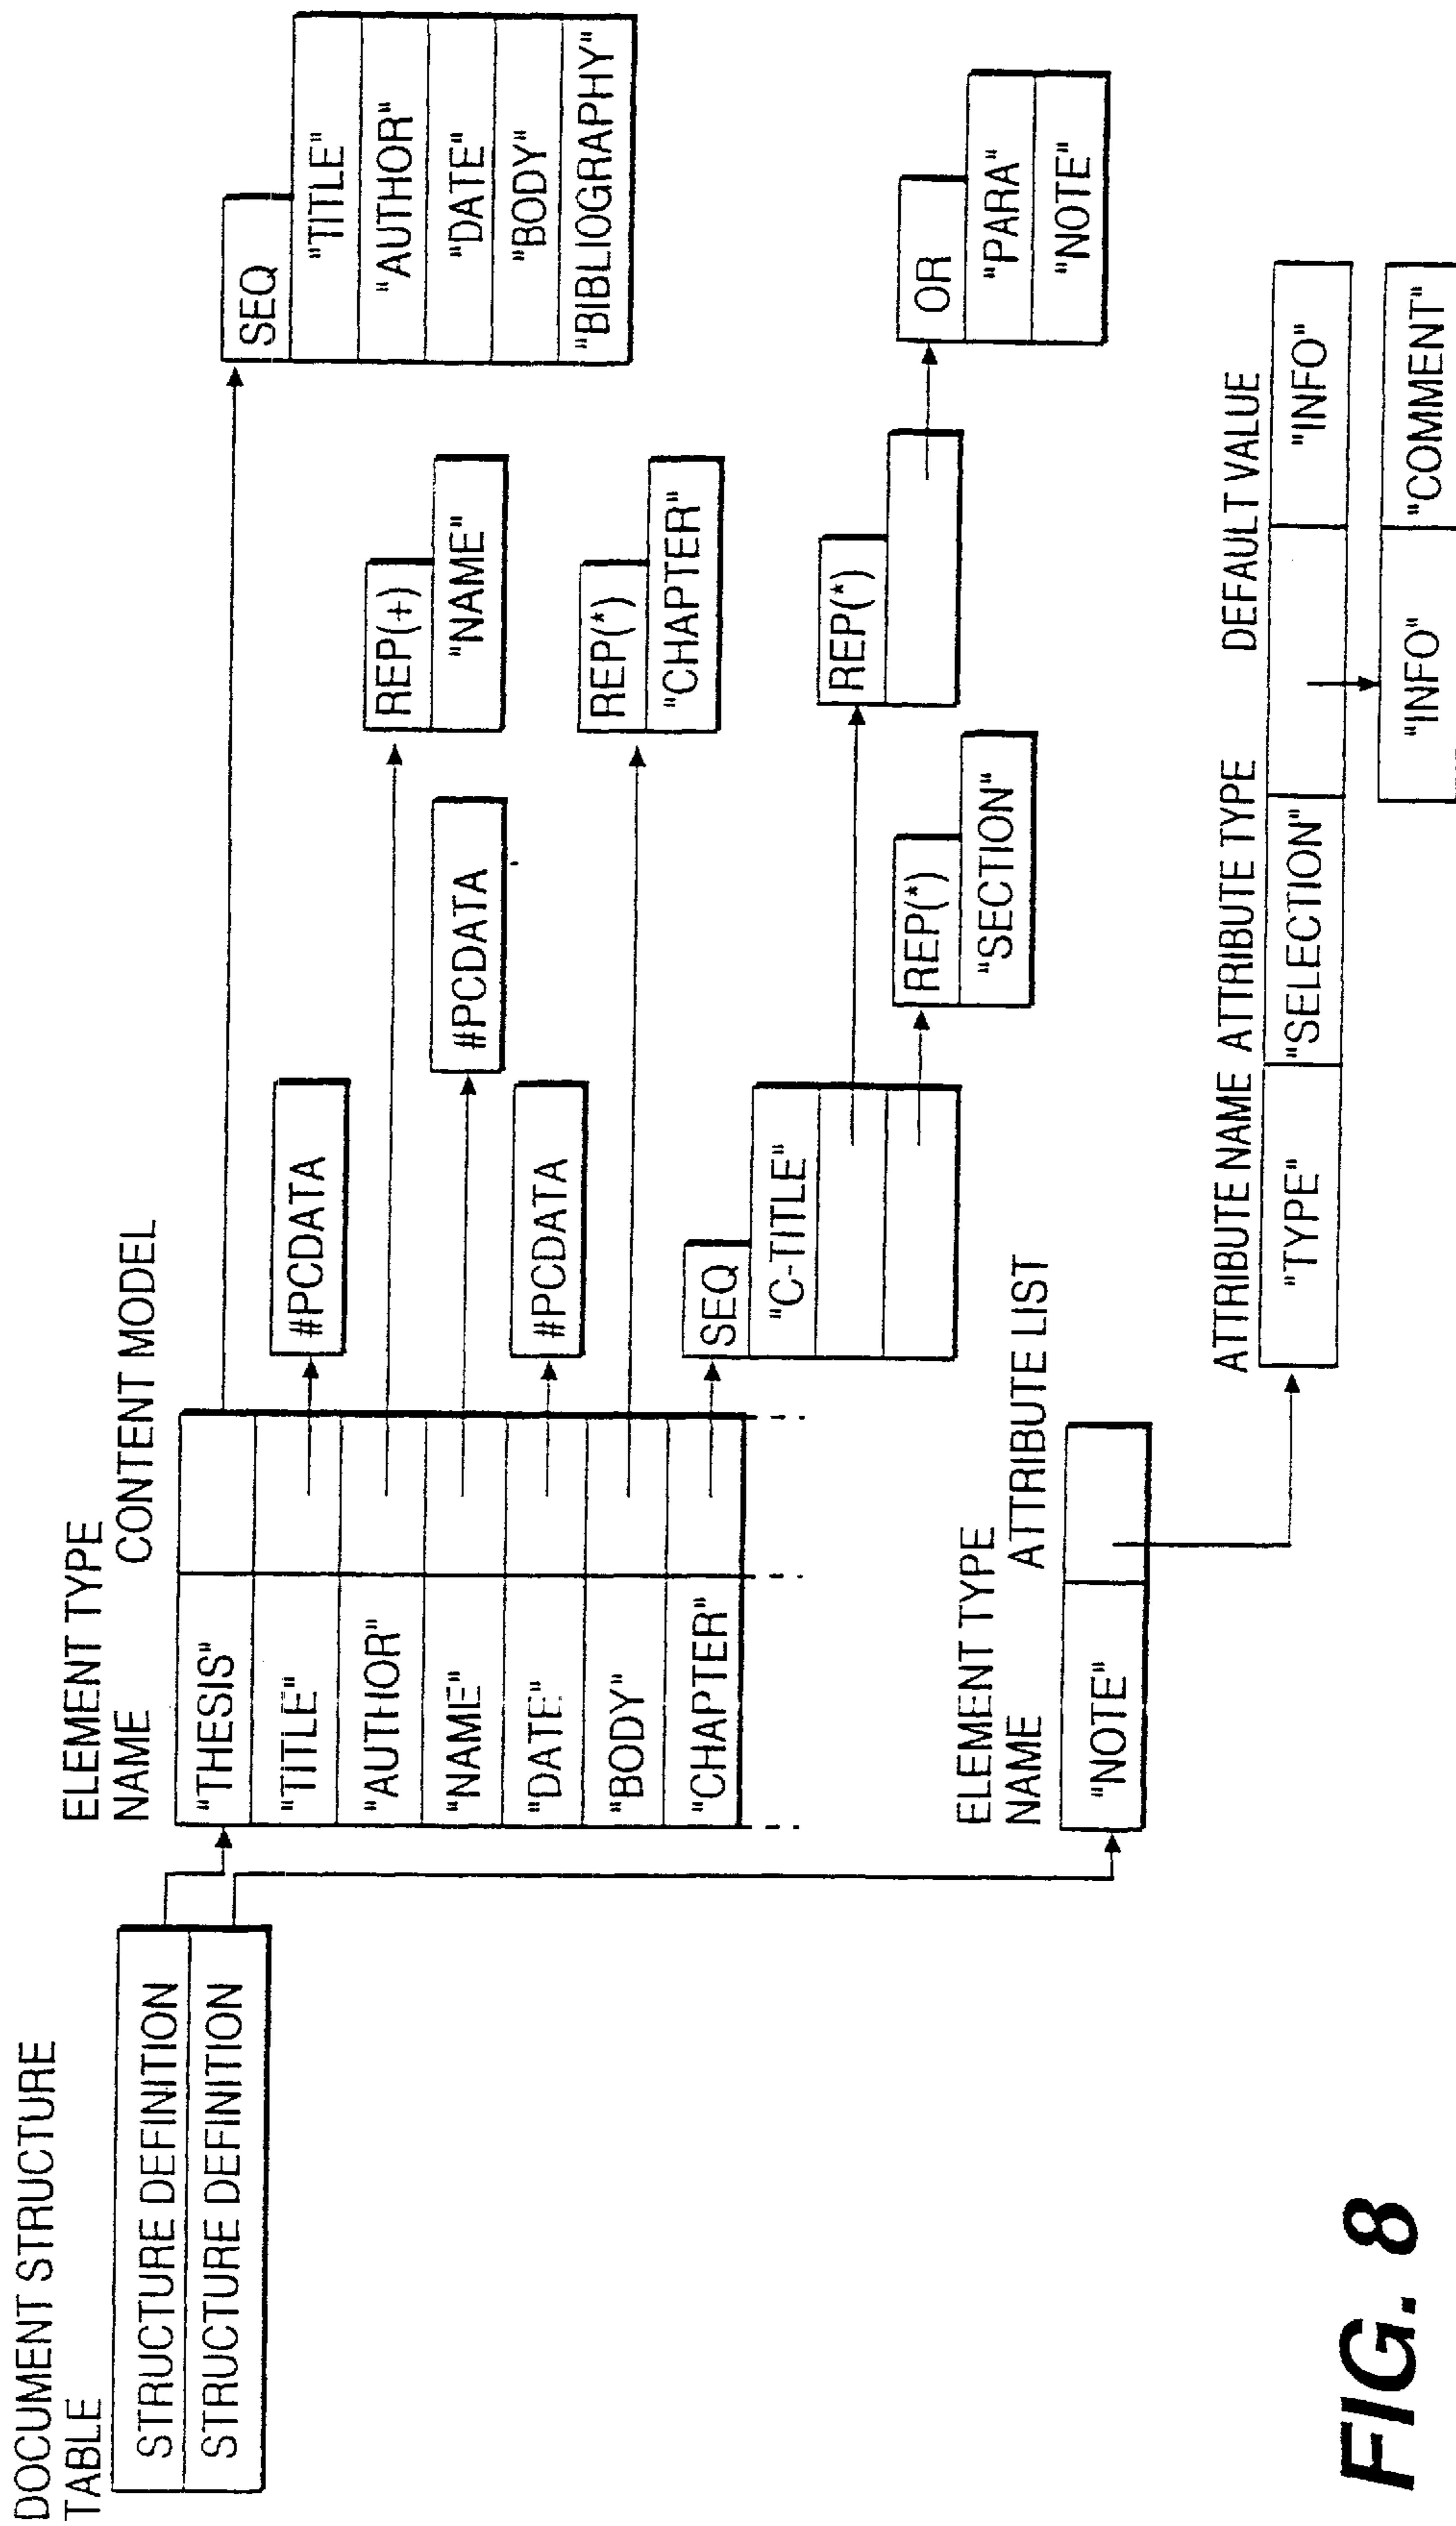 DOCUMENT STRUCTURE
TABLE
STRUCTURE DEFINITION
STRUCTURE DEFINITION
ELEMENT TYPE
NAME
CONTENT MODEL
"THESIS"
"TITLE"
"AUTHOR"
"NAME"
"DATE"
"BODY"
"CHAPTER"
SEQ
"TITLE"
"AUTHOR"
"DATE"
"BODY"
"BIBLIOGRAPHY"
#PCDATA
REP(+)
"NAME"
#PCDATA
#PCDATA
REP(*)
"CHAPTER"
SEQ
"C-TITLE"
REP(*)
OR
"PARA"
"NOTE"
REP(*)
"SECTION"
ELEMENT TYPE
NAME
ATTRIBUTE LIST
"NOTE"
ATTRIBUTE NAME ATTRIBUTE TYPE DEFAULT VALUE
"TYPE" "SELECTION" "INFO"
"INFO" "COMMENT"
FIG. 8